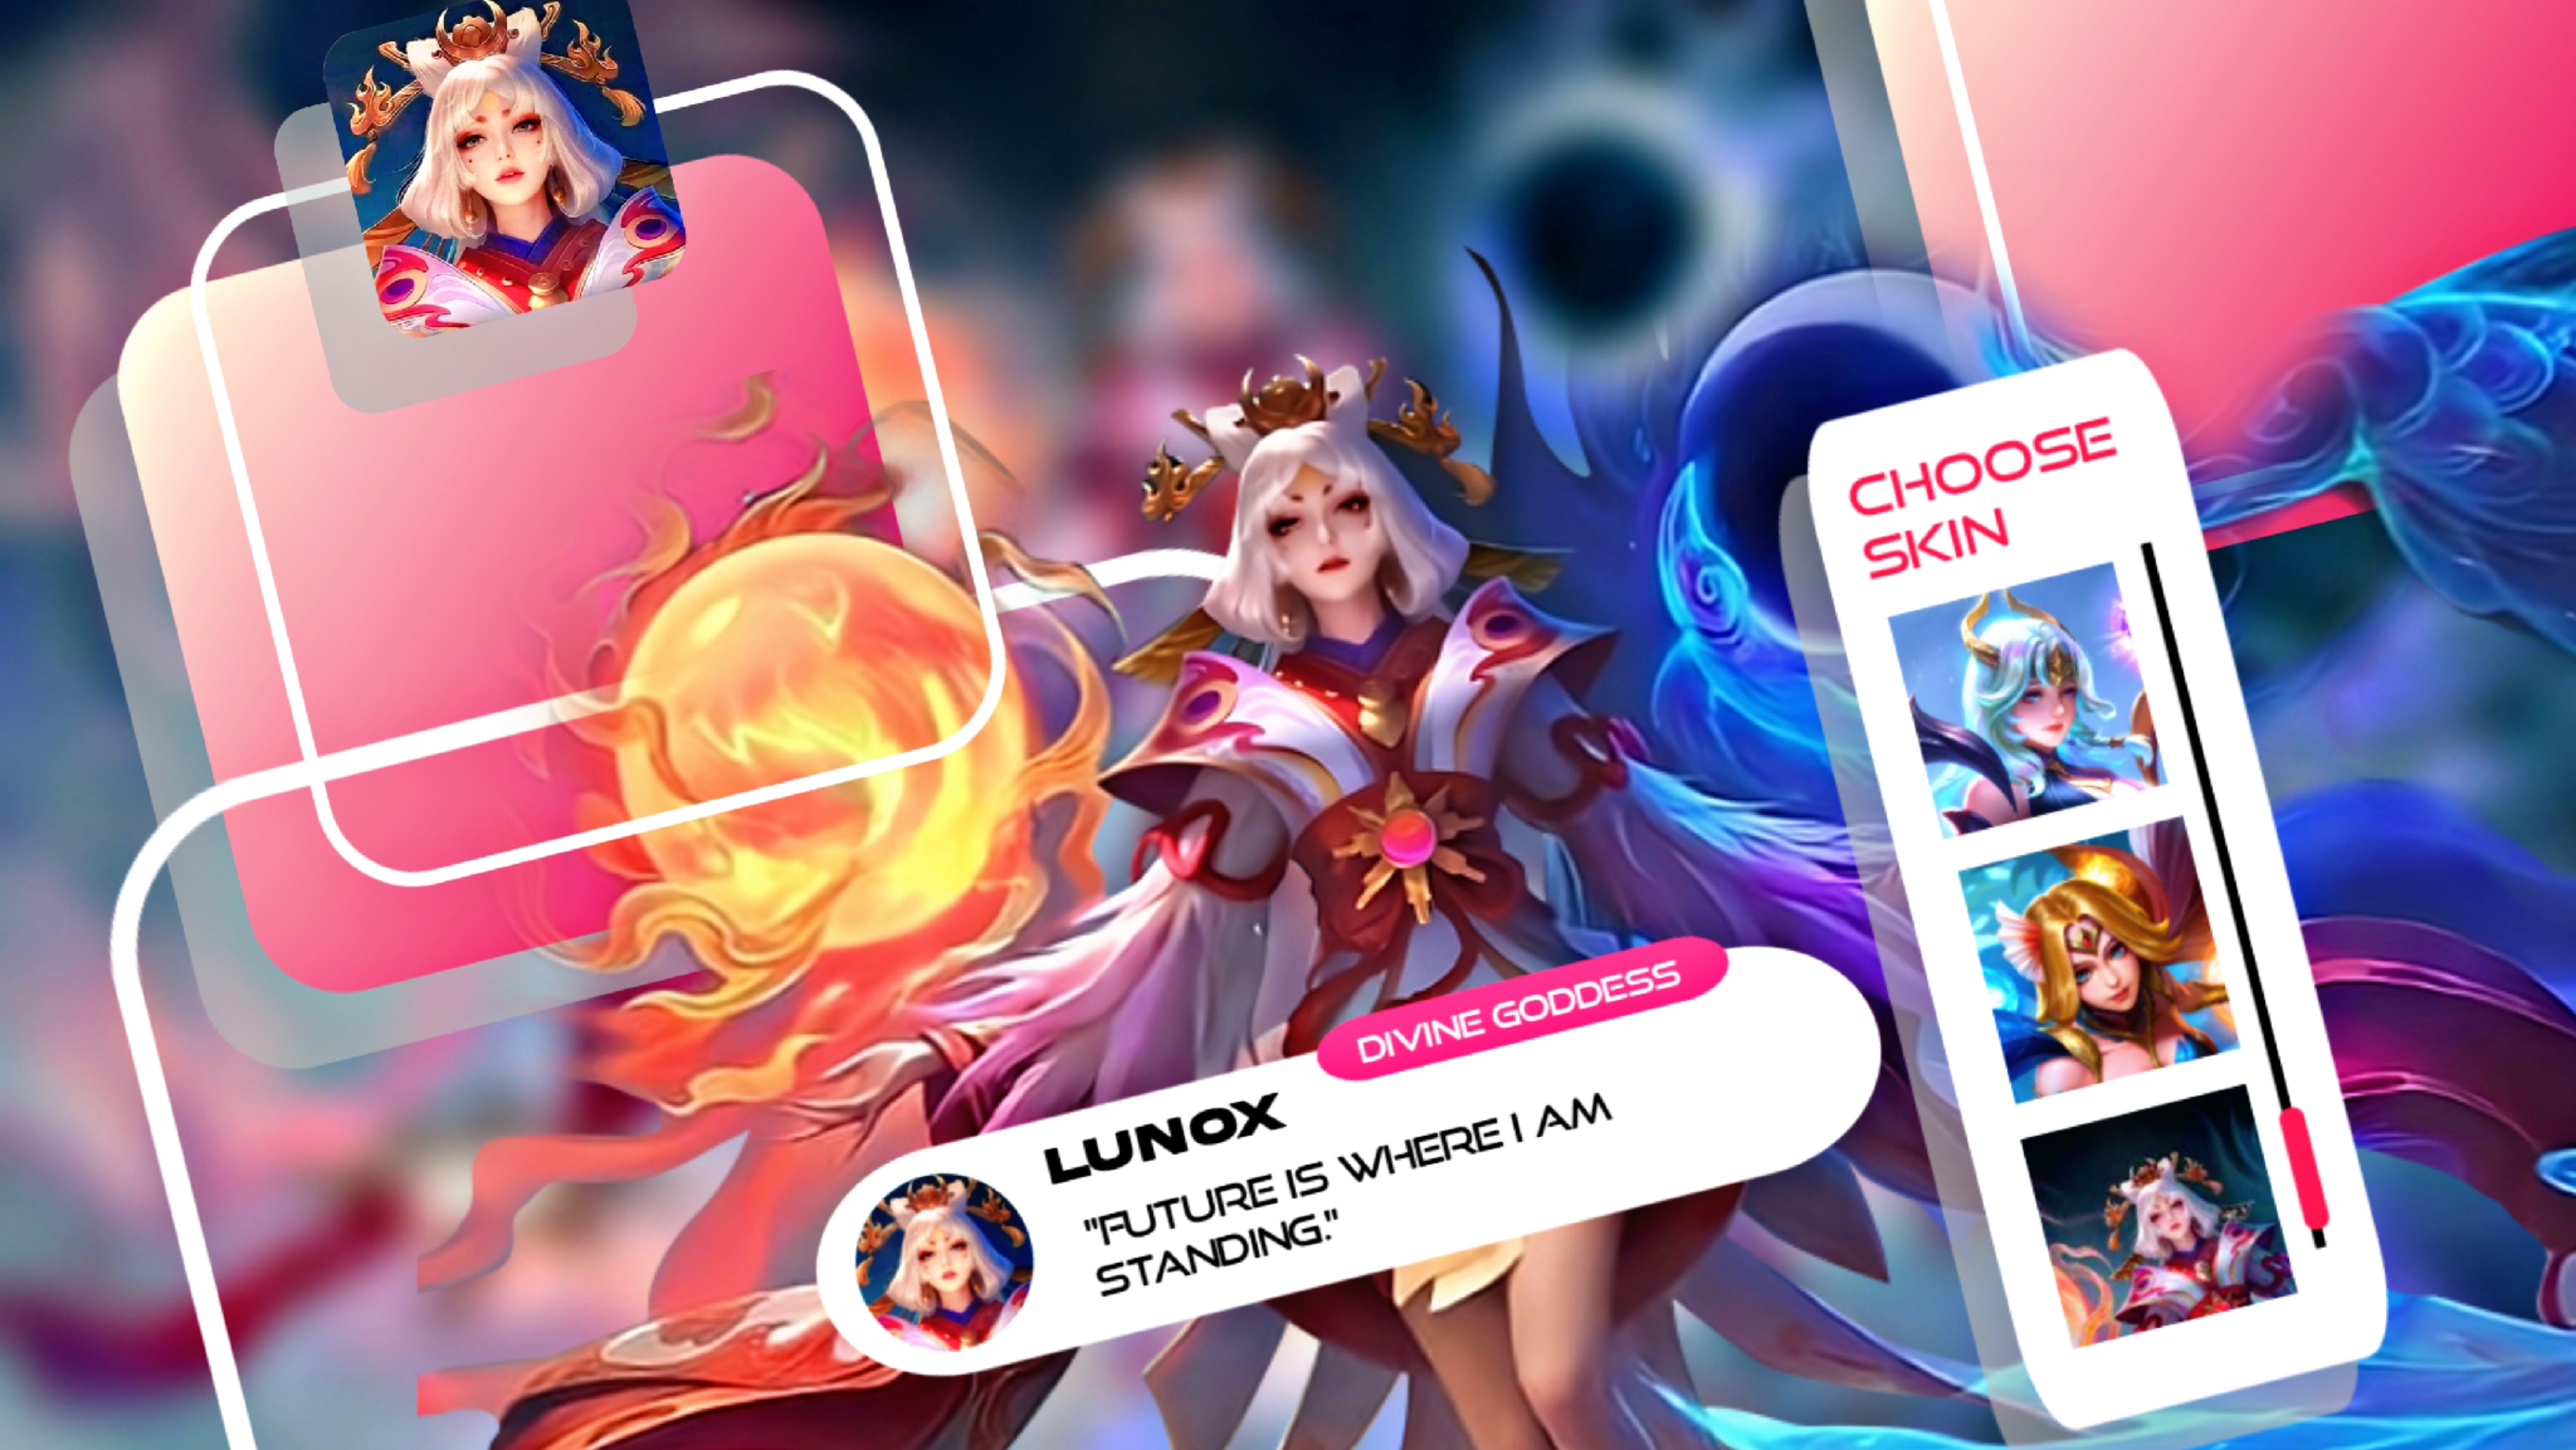 CHOOSE
SKIN
DIVINE GODDESS
LUNOX
"FUTURE IS WHERE I AM
STANDING."